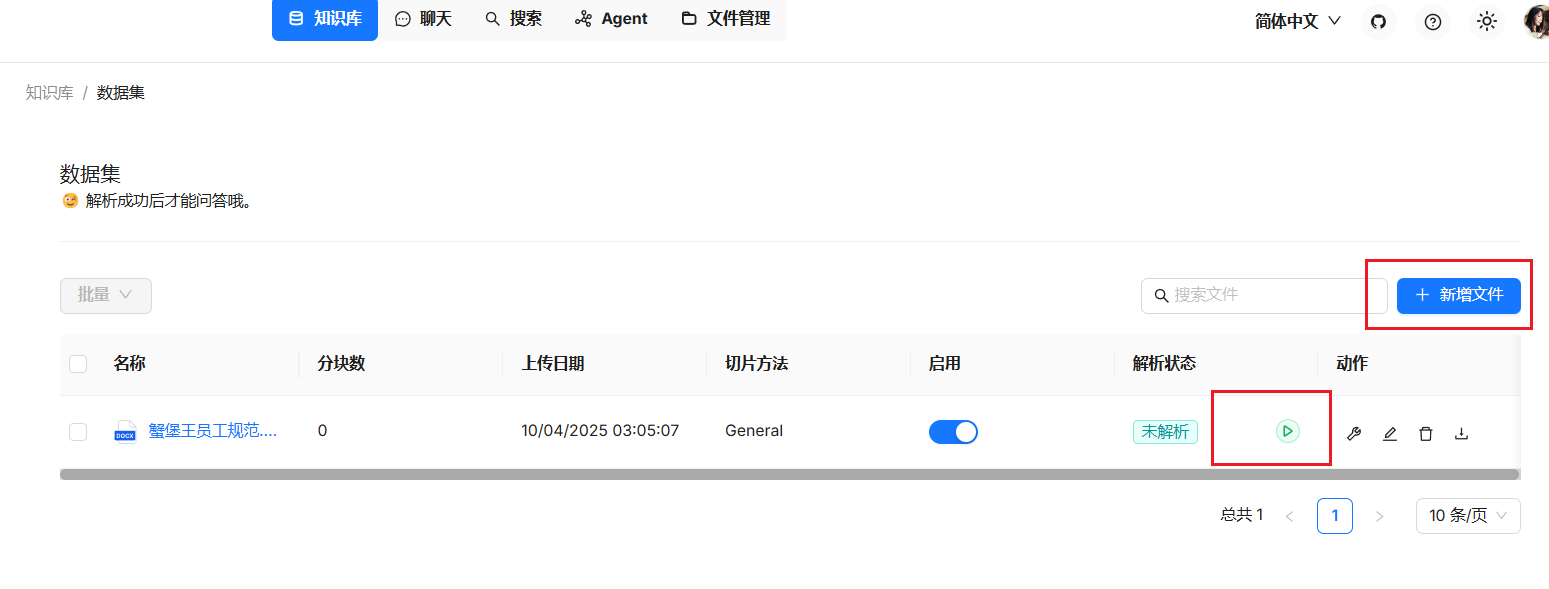 知识库 聊天 搜索 Agent 文件管理 简体中文
知识库 / 数据集
数据集
解析成功后才能问答哦。
批量 搜索文件 + 新增文件
名称 分块数 上传日期 切片方法 启用 解析状态 动作
DOCX 蟹堡王员工规范.... 0 10/04/2025 03:05:07 General 未解析
总共 1 < 1 > 10 条/页